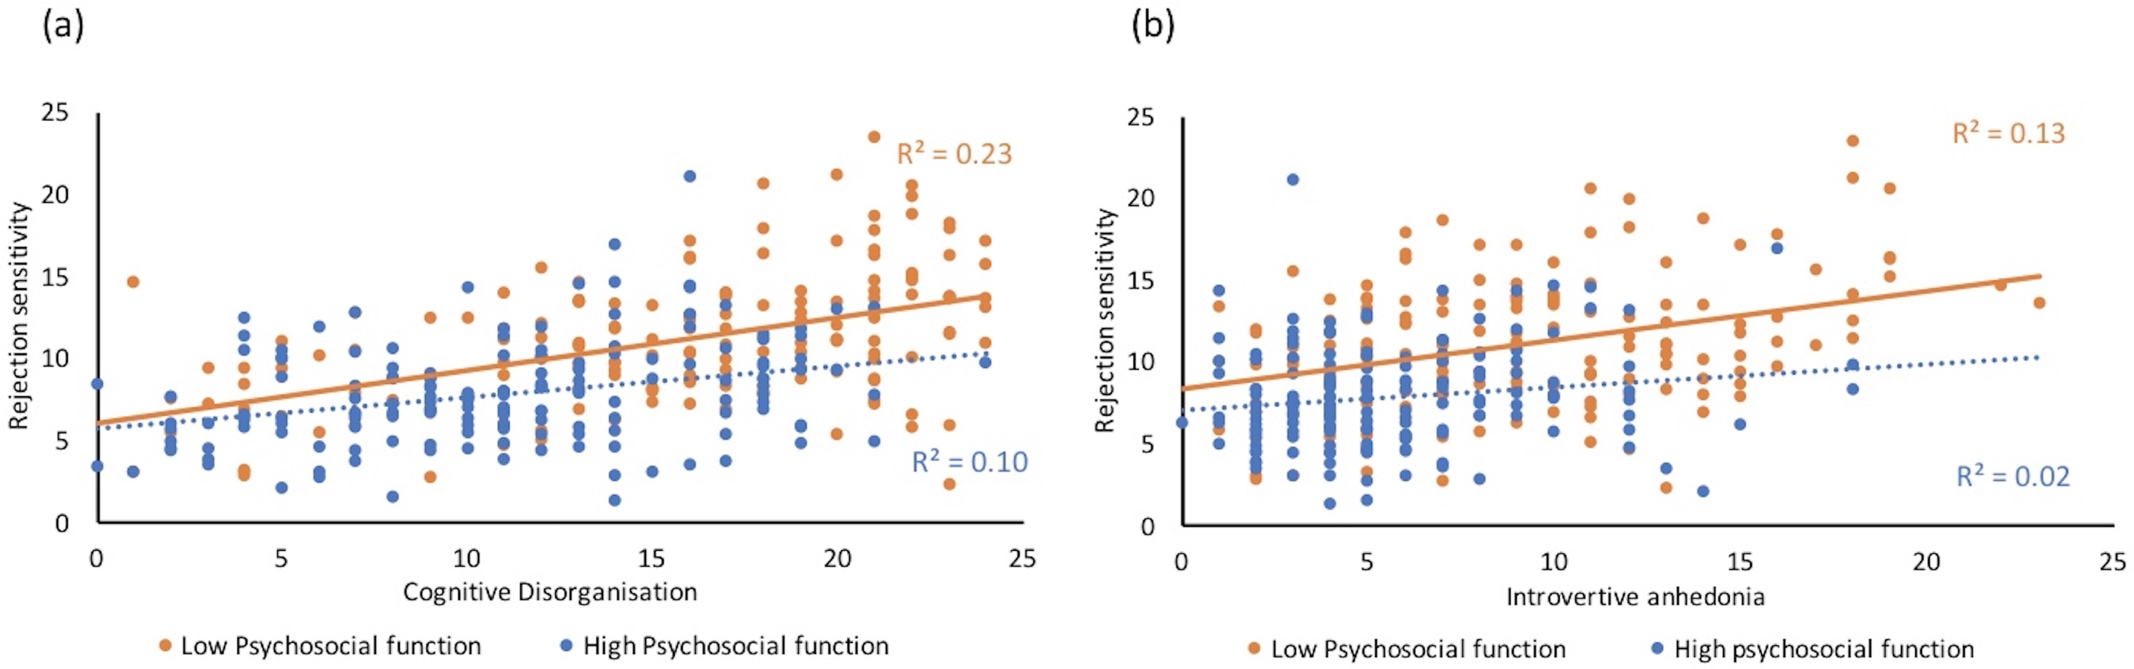 (a)
25
20
15
10
5
0
Rejection sensitivity
R² = 0.23
R² = 0.10
0 5 10 15 20 25
Cognitive Disorganisation
Low Psychosocial function High Psychosocial function
(b)
25
20
15
10
5
0
Rejection sensitivity
R² = 0.13
R² = 0.02
0 5 10 15 20 25
Introvertive anhedonia
Low Psychosocial function High psychosocial function